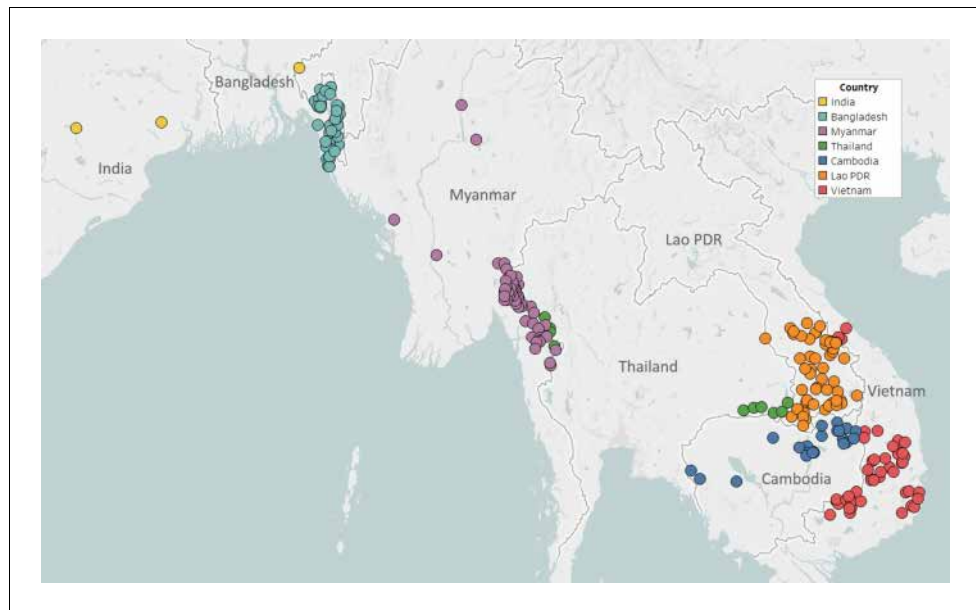 Bangladesh
India
Myanmar
Lao PDR
Thailand
Vietnam
Cambodia
Country
India
Bangladesh
Myanmar
Thailand
Cambodia
Lao PDR
Vietnam